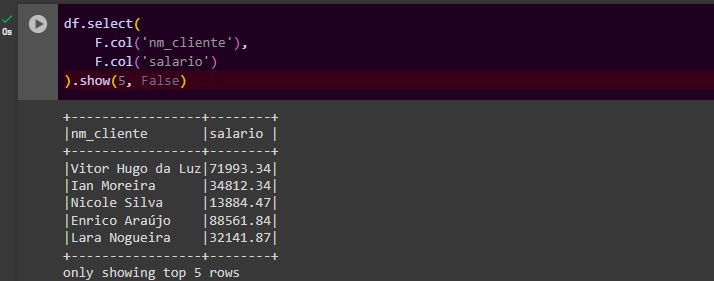 0s
df.select(
    F.col('nm_cliente'),
    F.col('salario')
).show(5, False)
+-----------------+--------+
|nm_cliente       |salario |
+-----------------+--------+
|Vitor Hugo da Luz|71993.34|
|Ian Moreira      |34812.34|
|Nicole Silva     |13884.47|
|Enrico Araújo    |88561.84|
|Lara Nogueira    |32141.87|
+-----------------+--------+
only showing top 5 rows